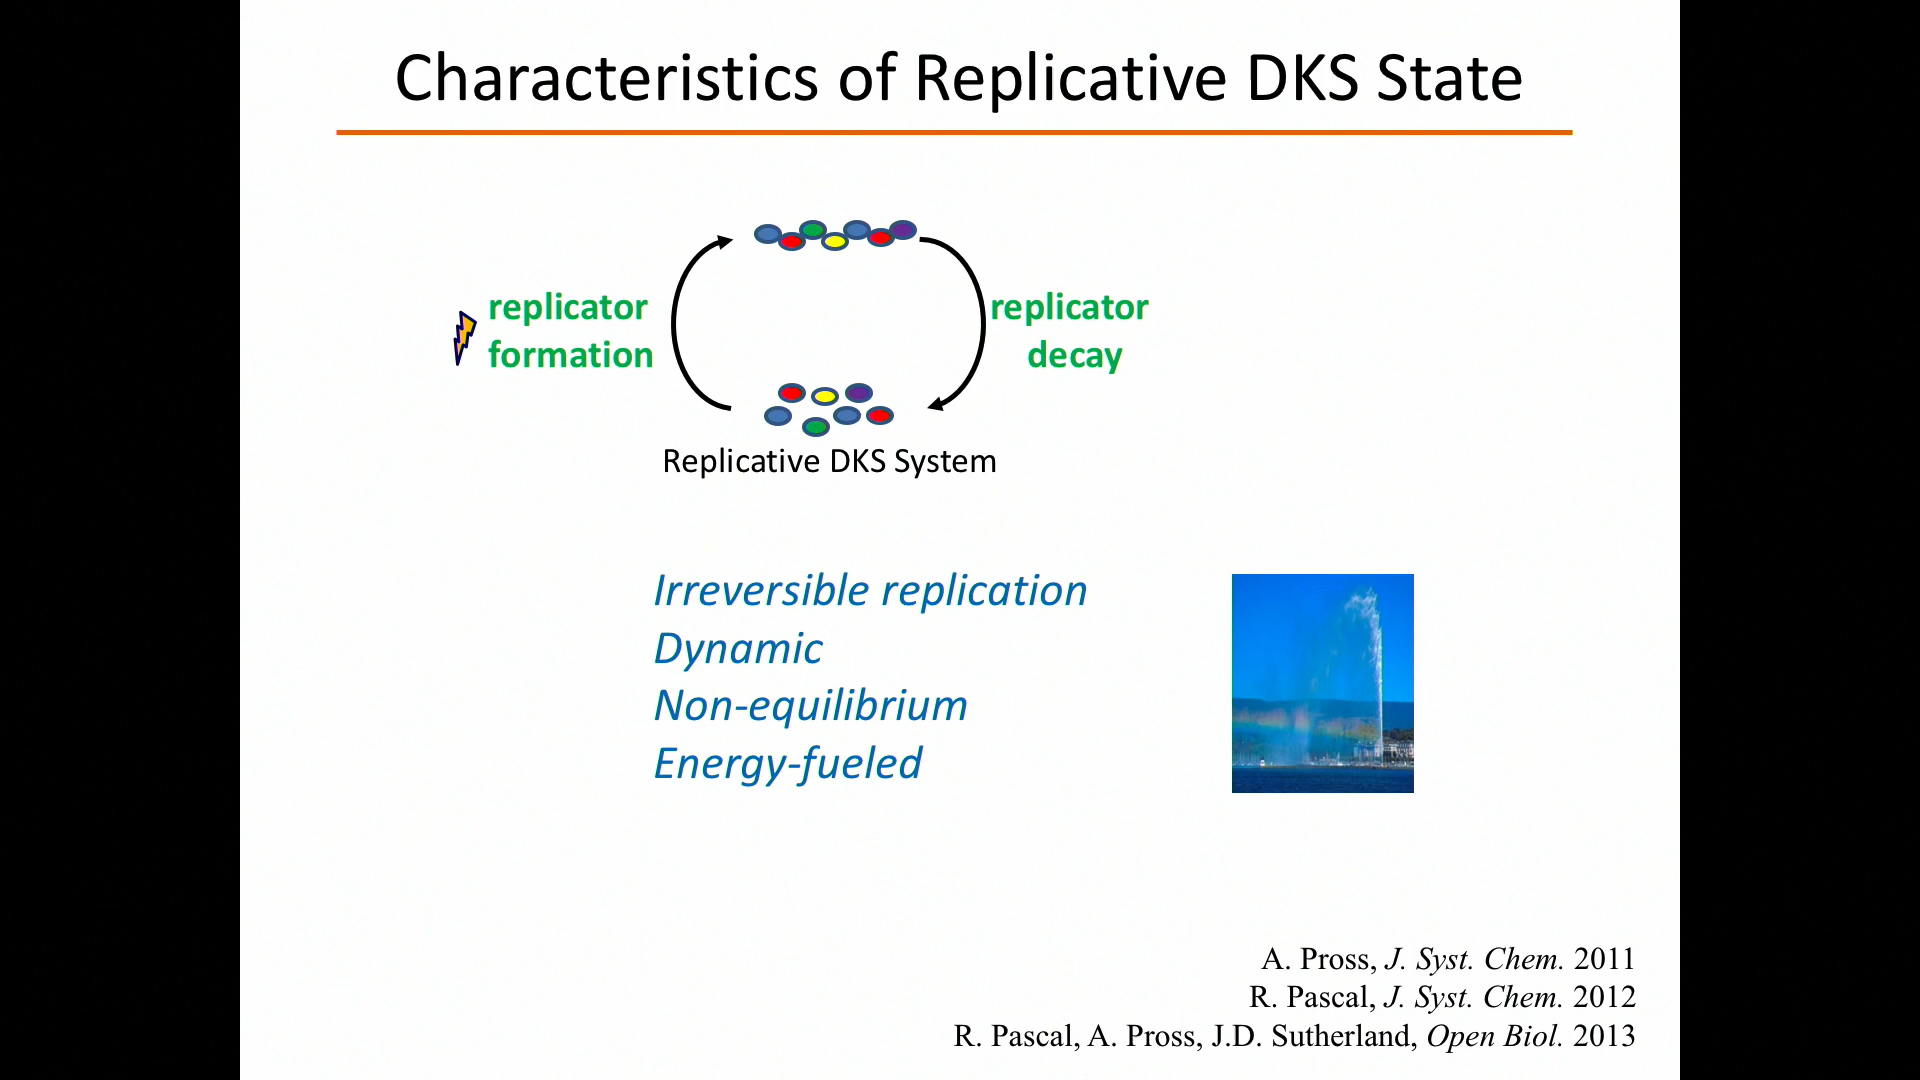 Characteristics of Replicative DKS State
replicator
formation
replicator
decay
Replicative DKS System
Irreversible replication
Dynamic
Non-equilibrium
Energy-fueled
A. Pross, J. Syst. Chem. 2011
R. Pascal, J. Syst. Chem. 2012
R. Pascal, A. Pross, J.D. Sutherland, Open Biol. 2013